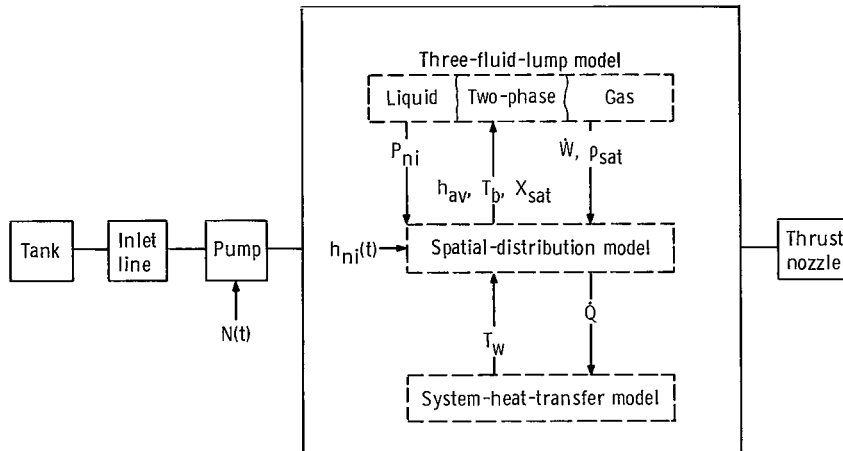 Three-fluid-lump model
Liquid
Two-phase
Gas
P_ni
Ẇ, ρ_sat
h_av, T_b, X_sat
Tank
Inlet
line
Pump
h_ni(t)
Spatial-distribution model
Thrust
nozzle
N(t)
T_w
Q̇
System-heat-transfer model